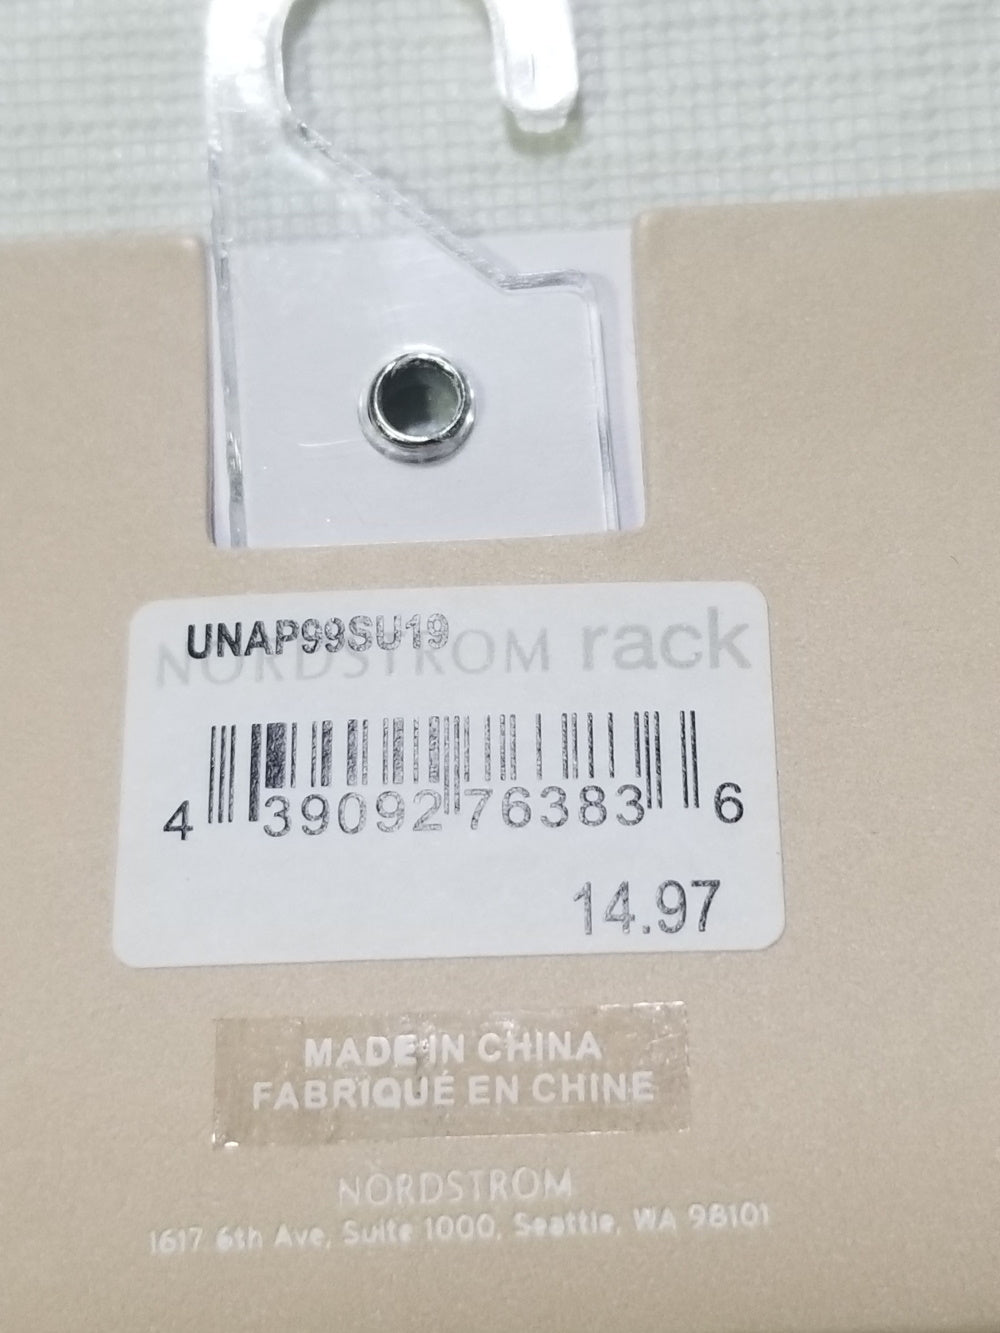 UNAP99SU19
NORDSTROM rack
4 39092 76383 6
14.97
MADE IN CHINA
FABRIQUÉ EN CHINE
NORDSTROM
1617 6th Ave, Suite 1000, Seattle, WA 98101